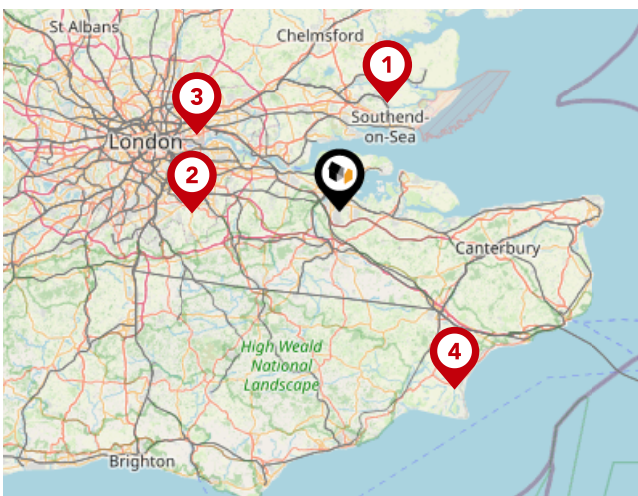 St Albans
Chelmsford
1
3
Southend-
on-Sea
London
2
Canterbury
4
High Weald
National
Landscape
Brighton